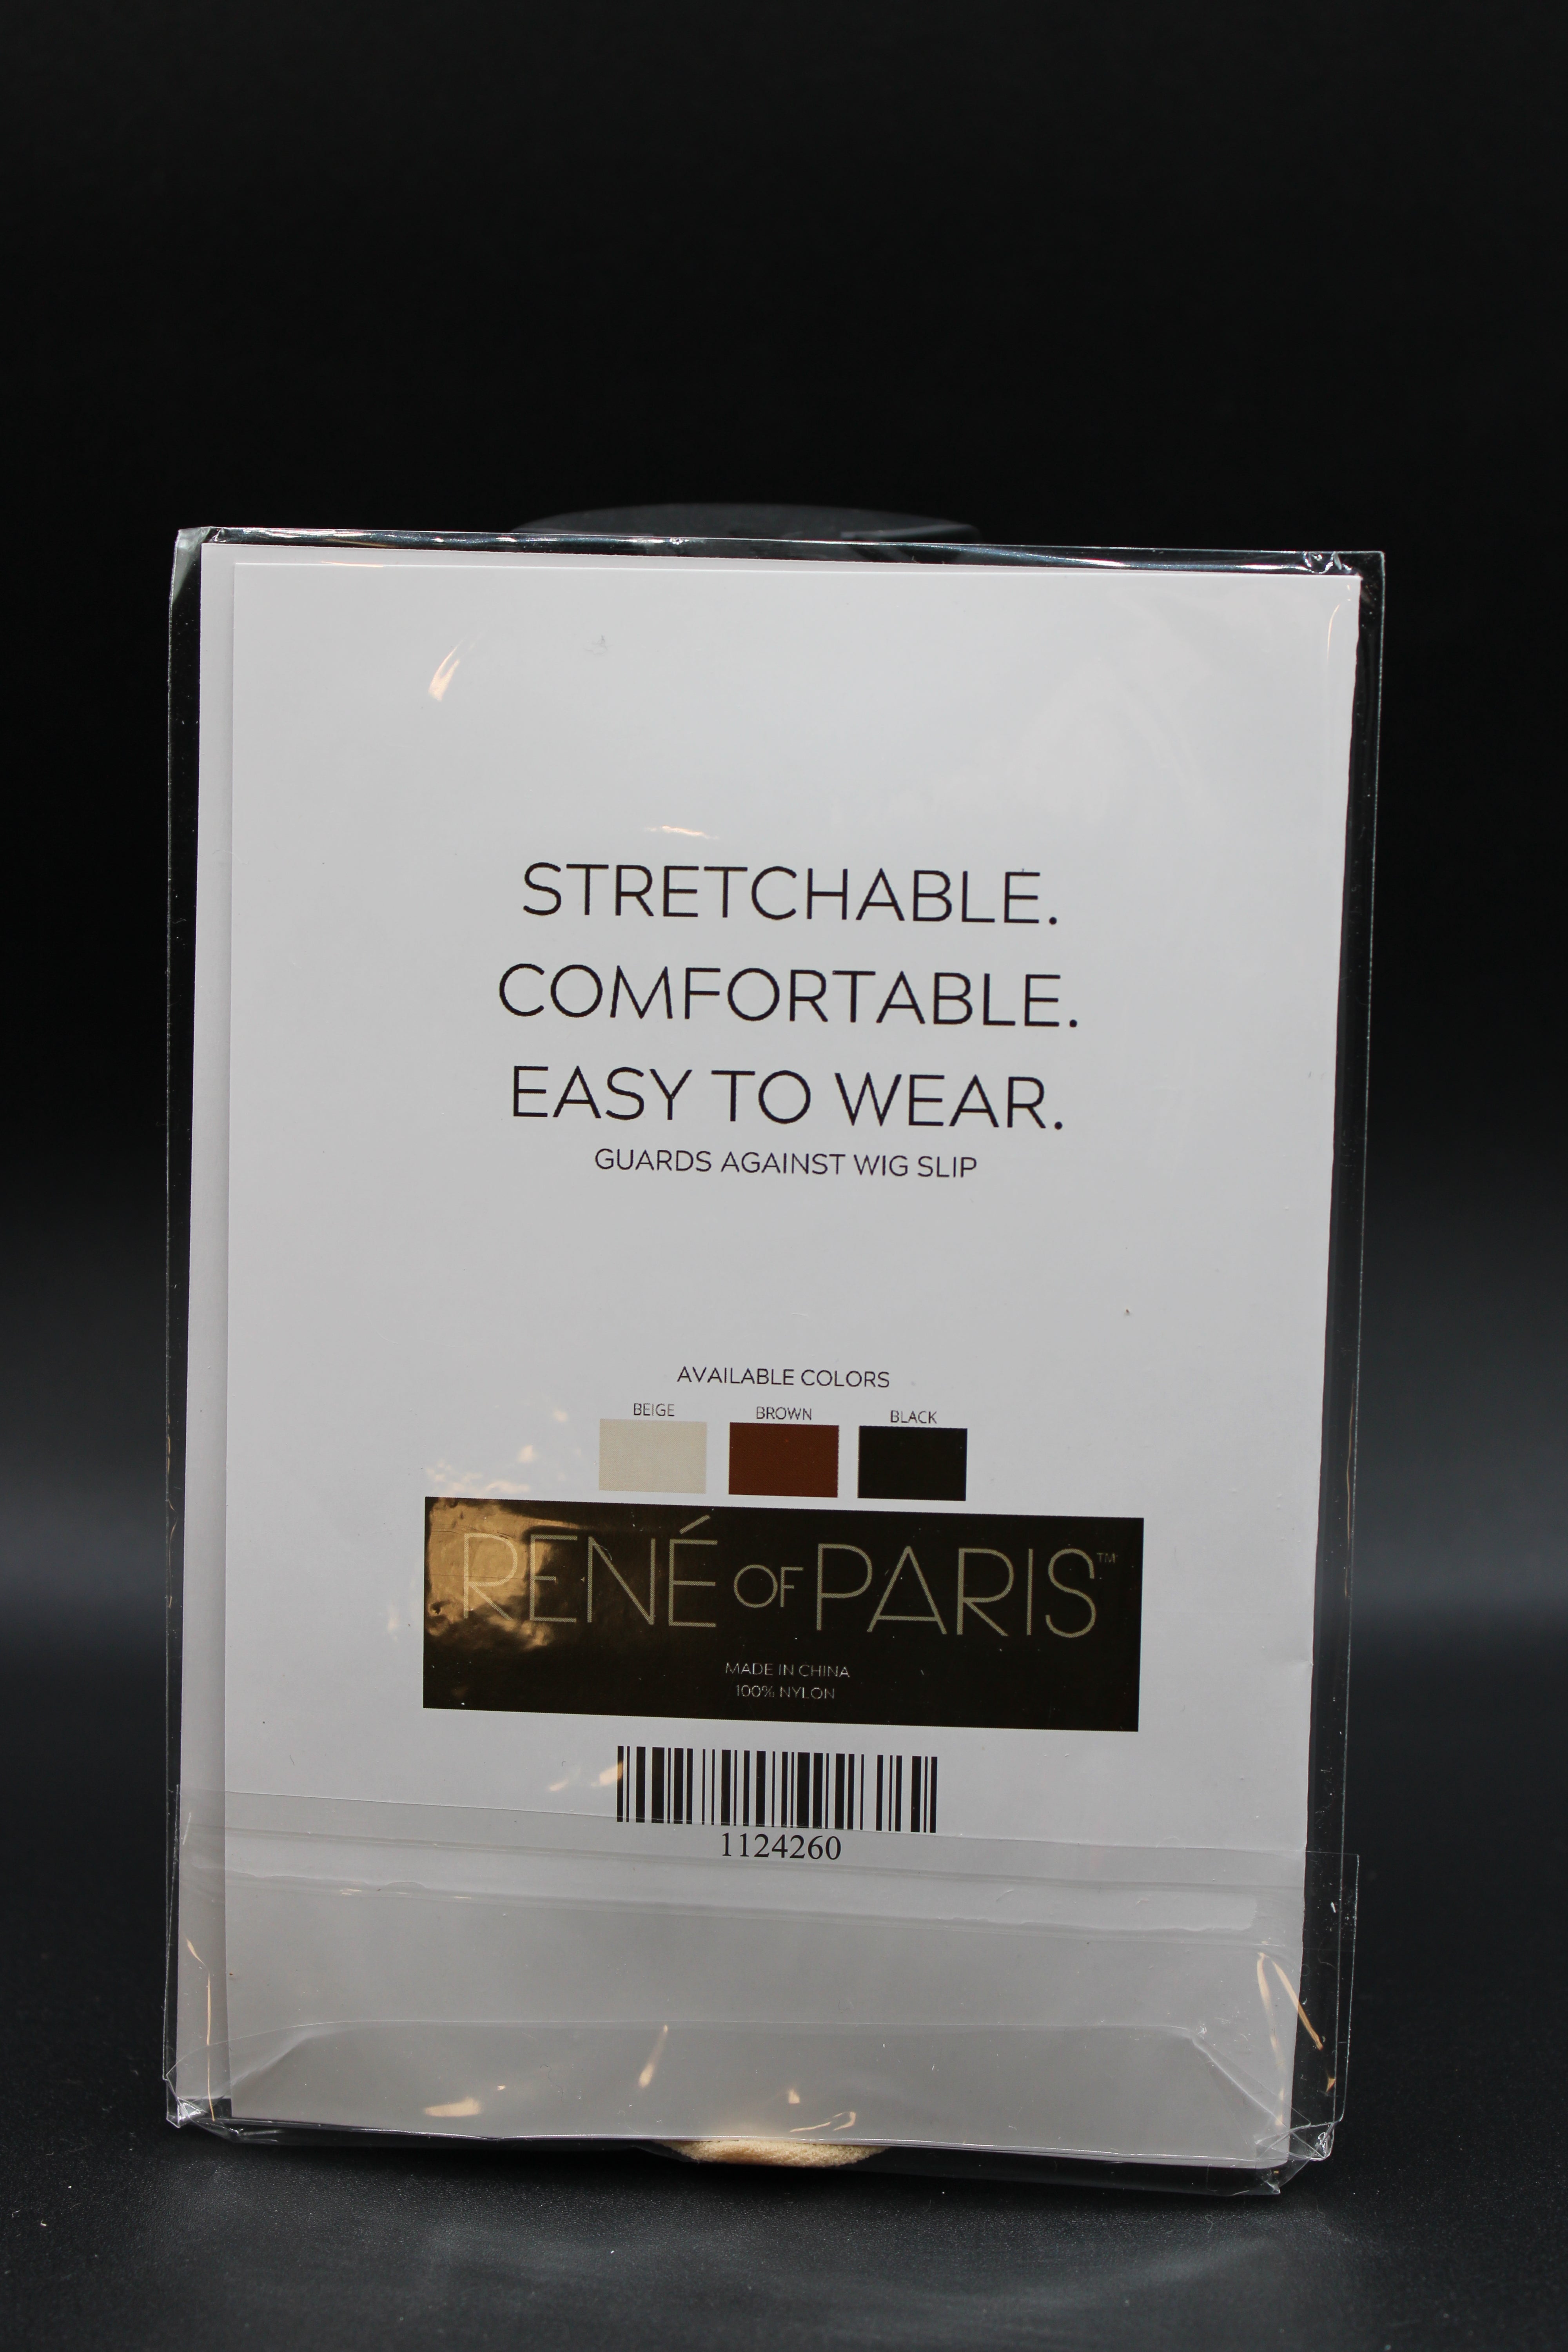 STRETCHABLE.
COMFORTABLE.
EASY TO WEAR.
GUARDS AGAINST WIG SLIP
AVAILABLE COLORS
BEIGE BROWN BLACK
RENÉ OF PARIS™
MADE IN CHINA
100% NYLON
1124260